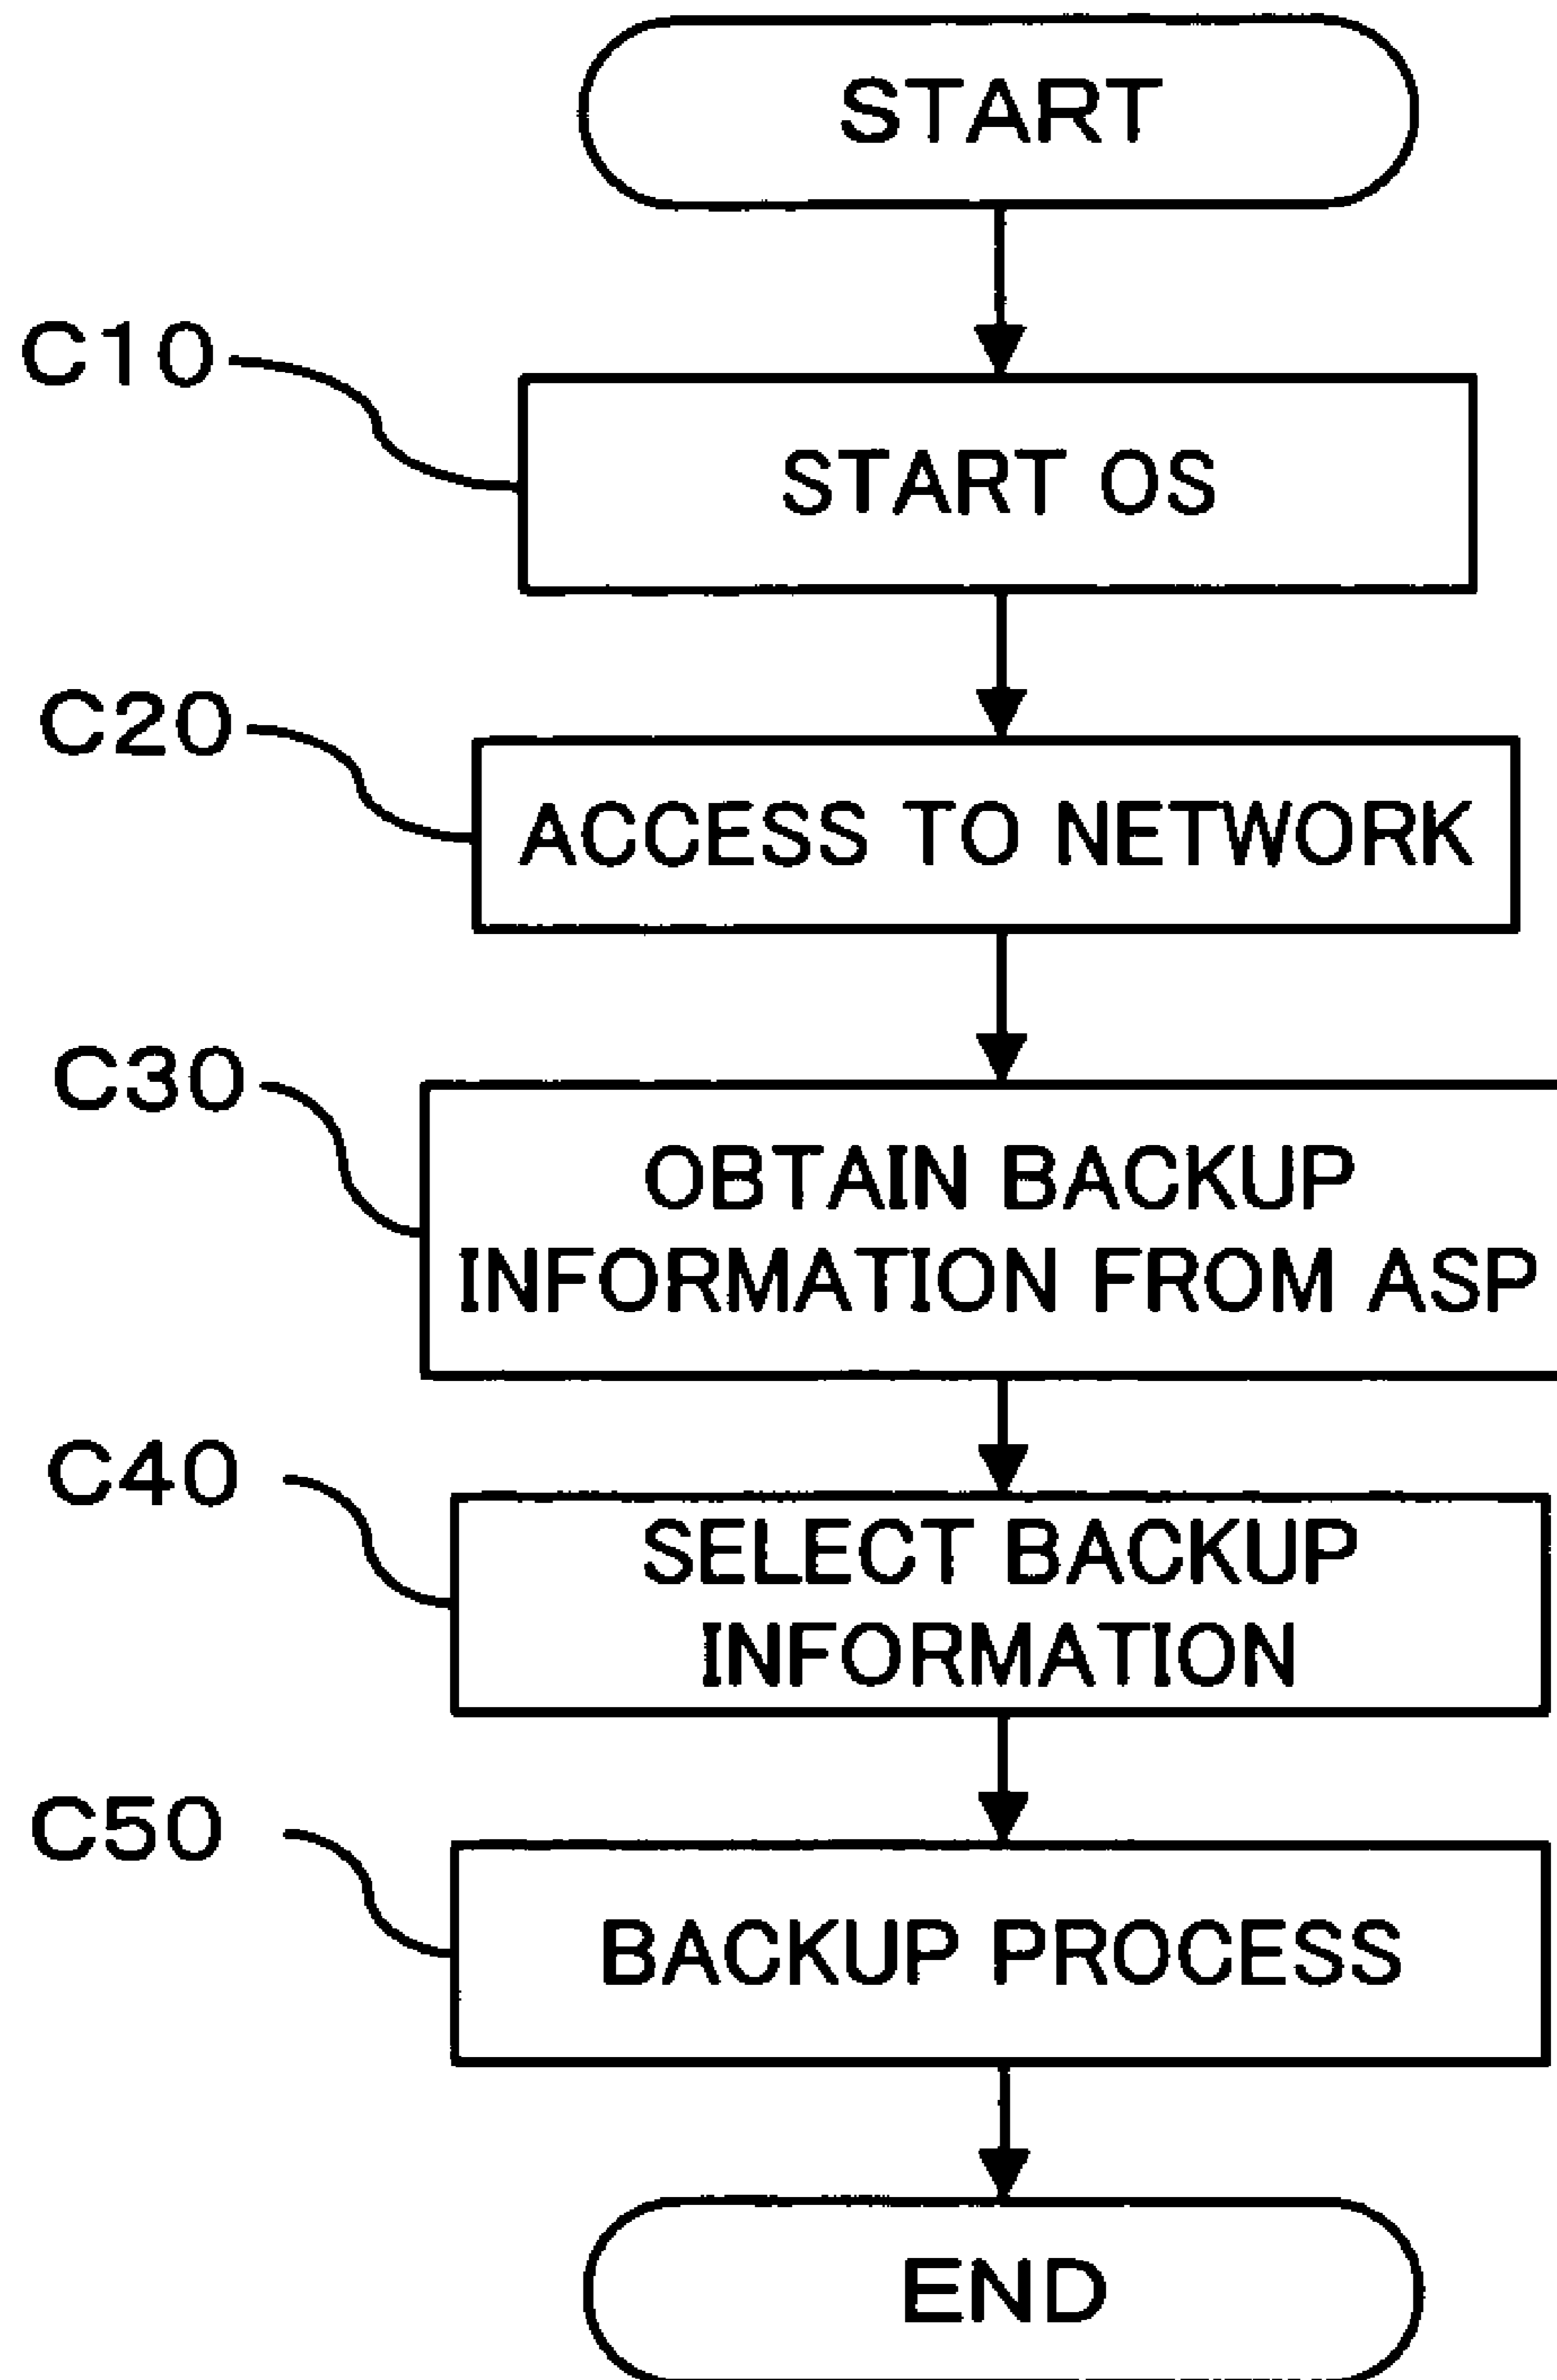 START
C10
START OS
C20
ACCESS TO NETWORK
C30
OBTAIN BACKUP
INFORMATION FROM ASP
C40
SELECT BACKUP
INFORMATION
C50
BACKUP PROCESS
END